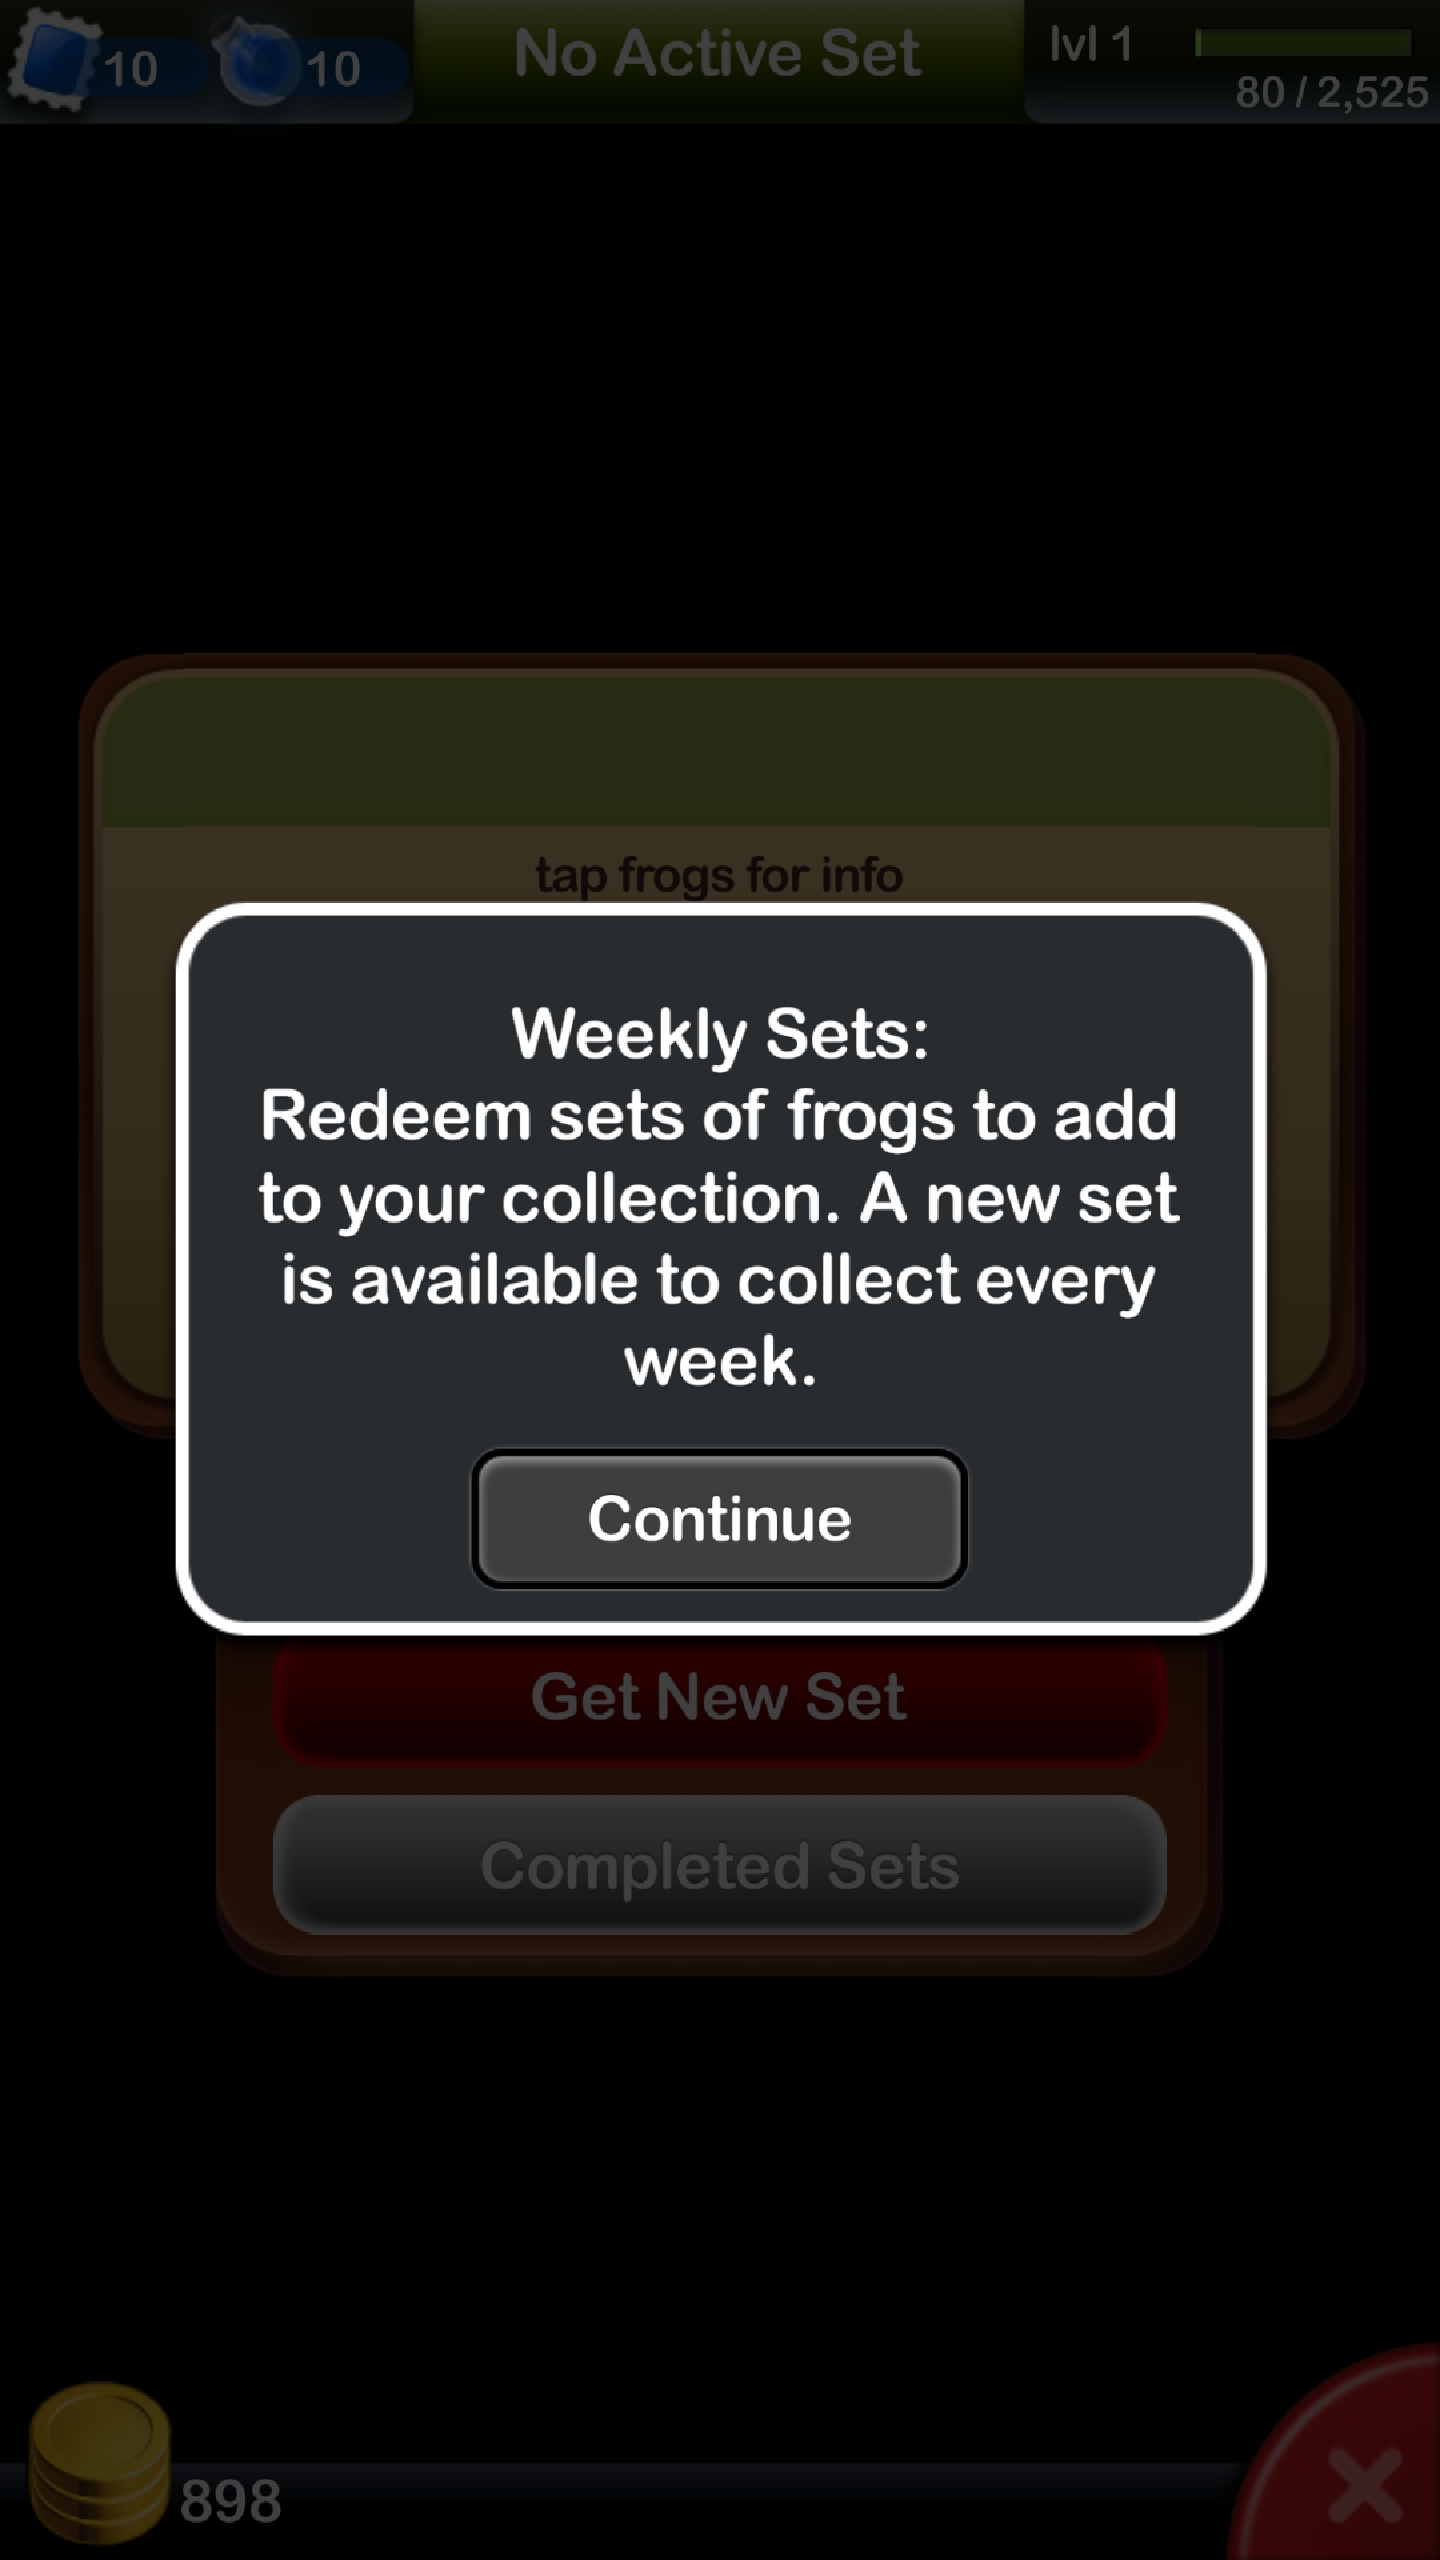 10
10
No Active Set
lvl 1
80 / 2,525
tap frogs for info
Weekly Sets:
Redeem sets of frogs to add
to your collection. A new set
is available to collect every
week.
Continue
Get New Set
Completed Sets
898